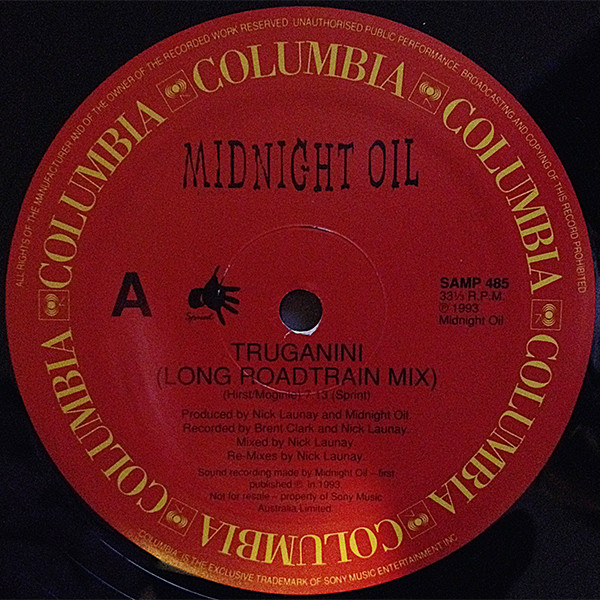 ALL RIGHTS OF THE MANUFACTURER AND OF THE OWNER OF THE RECORDED WORK RESERVED. UNAUTHORISED PUBLIC PERFORMANCE, BROADCASTING AND COPYING OF THIS RECORD PROHIBITED
COLUMBIA COLUMBIA COLUMBIA COLUMBIA COLUMBIA COLUMBIA COLUMBIA COLUMBIA
MIDNIGHT OIL
A
Sprint
SAMP 485
33⅓ R.P.M.
℗ 1993
Midnight Oil
TRUGANINI
(LONG ROADTRAIN MIX)
(Hirst/Moginie) 7:13 (Sprint)
Produced by Nick Launay and Midnight Oil.
Recorded by Brent Clark and Nick Launay.
Mixed by Nick Launay
Re-Mixes by Nick Launay.
Sound recording made by Midnight Oil – first
published ℗ in 1993.
Not for resale – property of Sony Music
Australia Limited
COLUMBIA IS THE EXCLUSIVE TRADEMARK OF SONY MUSIC ENTERTAINMENT INC